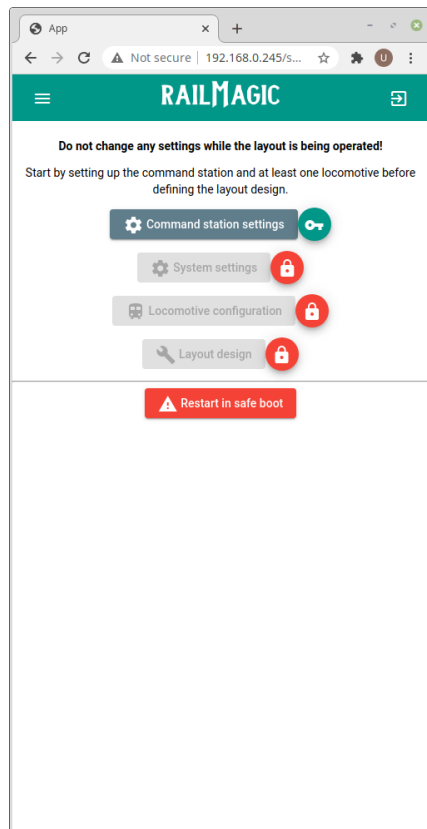 App
Not secure
192.168.0.245/s...
U
RAILMAGIC
Do not change any settings while the layout is being operated!
Start by setting up the command station and at least one locomotive before
defining the layout design.
Command station settings
System settings
Locomotive configuration
Layout design
Restart in safe boot